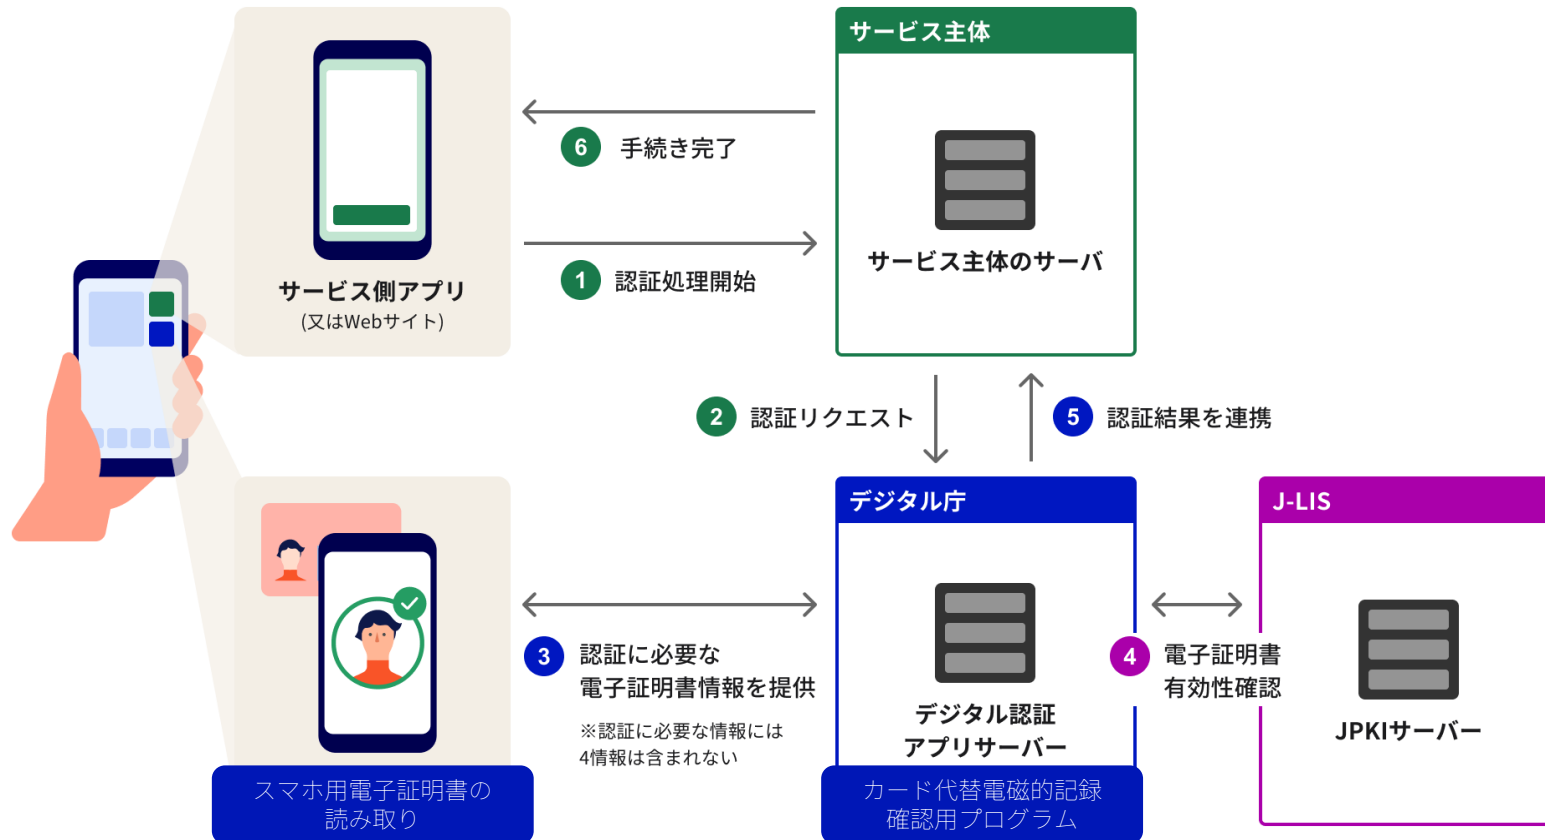 サービス主体
6 手続き完了
1 認証処理開始
サービス主体のサーバ
サービス側アプリ
(又はWebサイト)
2 認証リクエスト
5 認証結果を連携
デジタル庁
J-LIS
3 認証に必要な
電子証明書情報を提供
※認証に必要な情報には
4情報は含まれない
4 電子証明書
有効性確認
デジタル認証
アプリサーバー
JPKIサーバー
スマホ用電子証明書の
読み取り
カード代替電磁的記録
確認用プログラム